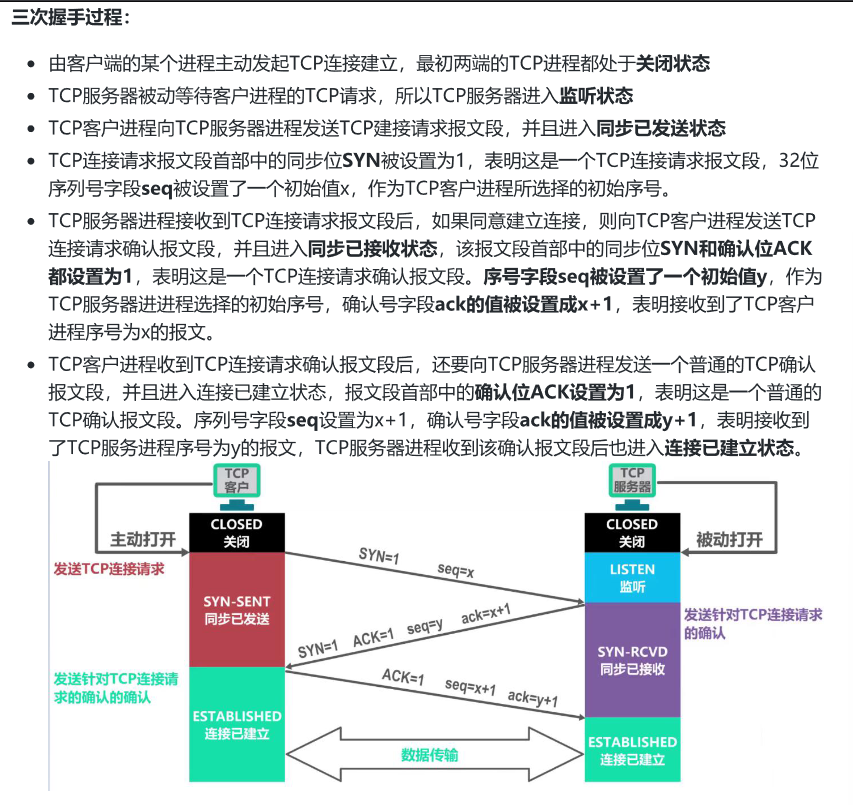 三次握手过程：
• 由客户端的某个进程主动发起TCP连接建立，最初两端的TCP进程都处于关闭状态
• TCP服务器被动等待客户进程的TCP请求，所以TCP服务器进入监听状态
• TCP客户进程向TCP服务器进程发送TCP建接请求报文段，并且进入同步已发送状态
• TCP连接请求报文段首部中的同步位SYN被设置为1，表明这是一个TCP连接请求报文段，32位
序列号字段seq被设置了一个初始值x，作为TCP客户进程所选择的初始序号。
• TCP服务器进程接收到TCP连接请求报文段后，如果同意建立连接，则向TCP客户进程发送TCP
连接请求确认报文段，并且进入同步已接收状态，该报文段首部中的同步位SYN和确认位ACK
都设置为1，表明这是一个TCP连接请求确认报文段。序号字段seq被设置了一个初始值y，作为
TCP服务器进进程选择的初始序号，确认号字段ack的值被设置成x+1，表明接收到了TCP客户
进程序号为x的报文。
• TCP客户进程收到TCP连接请求确认报文段后，还要向TCP服务器进程发送一个普通的TCP确认
报文段，并且进入连接已建立状态，报文段首部中的确认位ACK设置为1，表明这是一个普通的
TCP确认报文段。序列号字段seq设置为x+1，确认号字段ack的值被设置成y+1，表明接收到
了TCP服务进程序号为y的报文，TCP服务器进程收到该确认报文段后也进入连接已建立状态。
TCP
客户
TCP
服务器
CLOSED
关闭
CLOSED
关闭
主动打开
被动打开
发送TCP连接请求
SYN=1 seq=x
LISTEN
监听
SYN-SENT
同步已发送
SYN=1 ACK=1 seq=y ack=x+1
发送针对TCP连接请求
的确认
SYN-RCVD
同步已接收
发送针对TCP连接请
求的确认的确认
ACK=1 seq=x+1 ack=y+1
ESTABLISHED
连接已建立
数据传输
ESTABLISHED
连接已建立